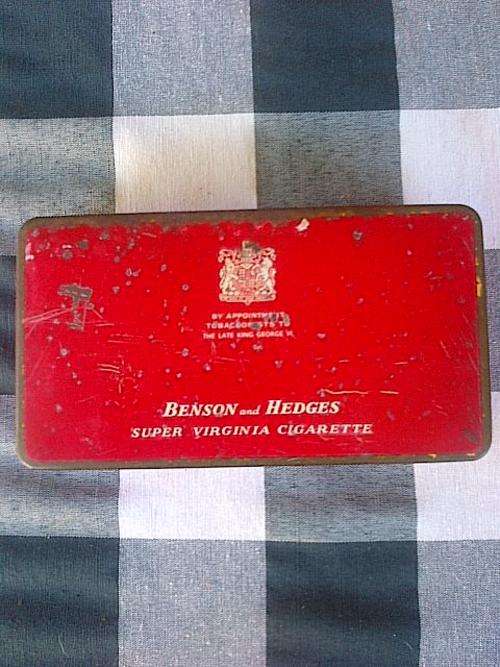 BY APPOINTMENT
TOBACCONISTS TO
THE LATE KING GEORGE VI
BENSON and HEDGES
SUPER VIRGINIA CIGARETTE